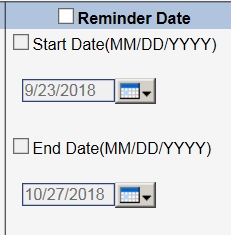 Reminder Date
Start Date(MM/DD/YYYY)
9/23/2018
End Date(MM/DD/YYYY)
10/27/2018